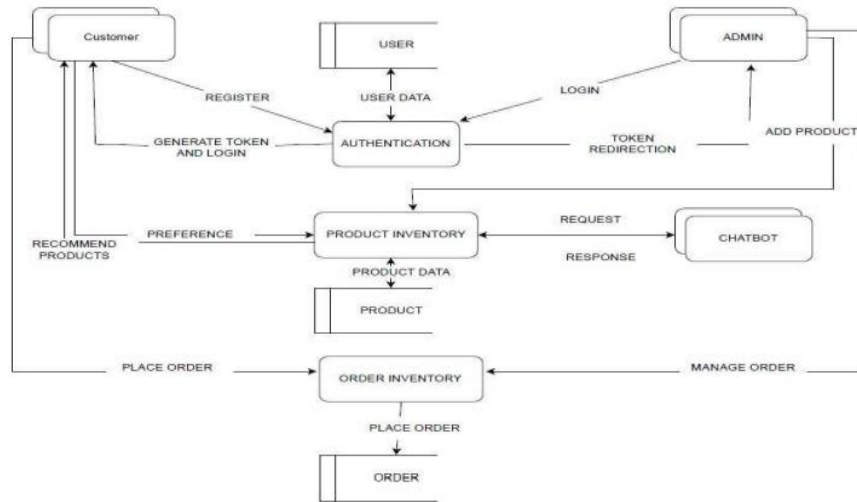 Customer
USER
ADMIN
REGISTER
USER DATA
LOGIN
GENERATE TOKEN
AND LOGIN
AUTHENTICATION
TOKEN
REDIRECTION
ADD PRODUCT
RECOMMEND
PRODUCTS
PREFERENCE
PRODUCT INVENTORY
REQUEST
RESPONSE
CHATBOT
PRODUCT DATA
PRODUCT
PLACE ORDER
ORDER INVENTORY
MANAGE ORDER
PLACE ORDER
ORDER